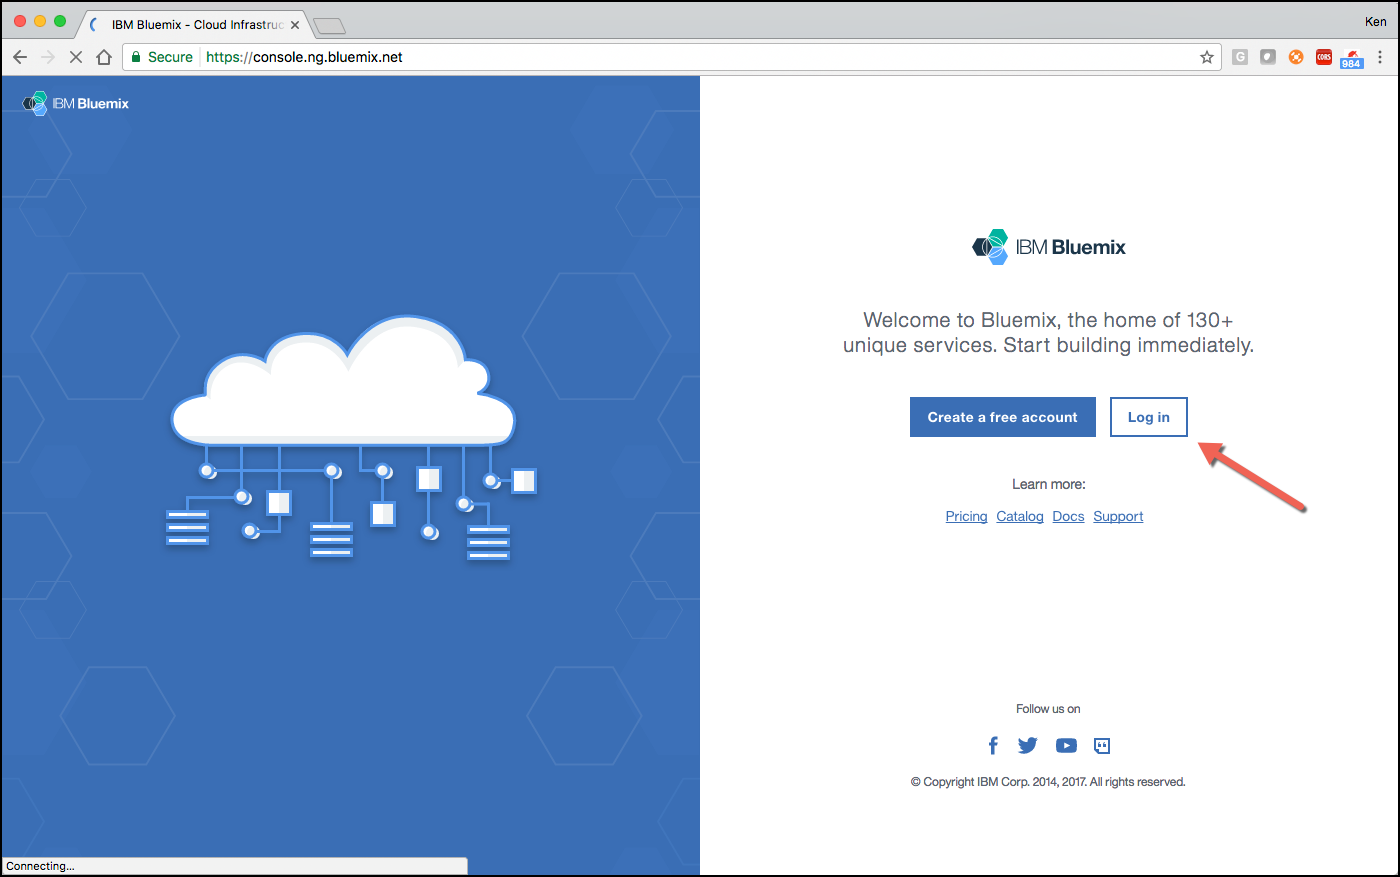 IBM Bluemix - Cloud Infrastruc
Ken
Secure
https://console.ng.bluemix.net
G
CORS
984
IBM Bluemix
IBM Bluemix
Welcome to Bluemix, the home of 130+
unique services. Start building immediately.
Create a free account
Log in
Learn more:
Pricing Catalog Docs Support
Follow us on
© Copyright IBM Corp. 2014, 2017. All rights reserved.
Connecting...